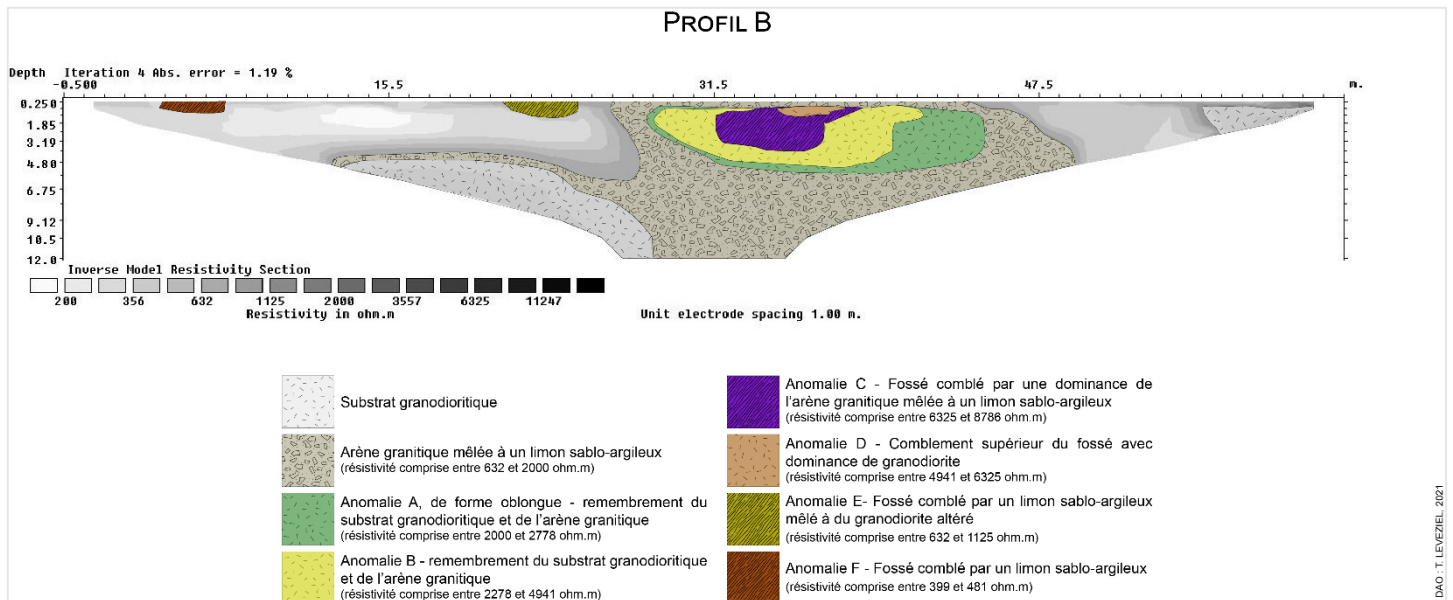 PROFIL B
Depth Iteration 4 Abs. error = 1.19 %
-0.500 15.5 31.5 47.5 m.
0.250
1.85
3.19
4.80
6.75
9.12
10.5
12.0
Inverse Model Resistivity Section
200 356 632 1125 2000 3557 6325 11247
Resistivity in ohm.m Unit electrode spacing 1.00 m.
Substrat granodioritique
Arène granitique mêlée à un limon sablo-argileux
(résistivité comprise entre 632 et 2000 ohm.m)
Anomalie A, de forme oblongue - remembrement du
substrat granodioritique et de l'arène granitique
(résistivité comprise entre 2000 et 2778 ohm.m)
Anomalie B - remembrement du substrat granodioritique
et de l'arène granitique
(résistivité comprise entre 2278 et 4941 ohm.m)
Anomalie C - Fossé comblé par une dominance de
l'arène granitique mêlée à un limon sablo-argileux
(résistivité comprise entre 6325 et 8786 ohm.m)
Anomalie D - Comblement supérieur du fossé avec
dominance de granodiorite
(résistivité comprise entre 4941 et 6325 ohm.m)
Anomalie E- Fossé comblé par un limon sablo-argileux
mêlé à du granodiorite altéré
(résistivité comprise entre 632 et 1125 ohm.m)
Anomalie F - Fossé comblé par un limon sablo-argileux
(résistivité comprise entre 399 et 481 ohm.m)
DAO : T. LEVEZIEL, 2021